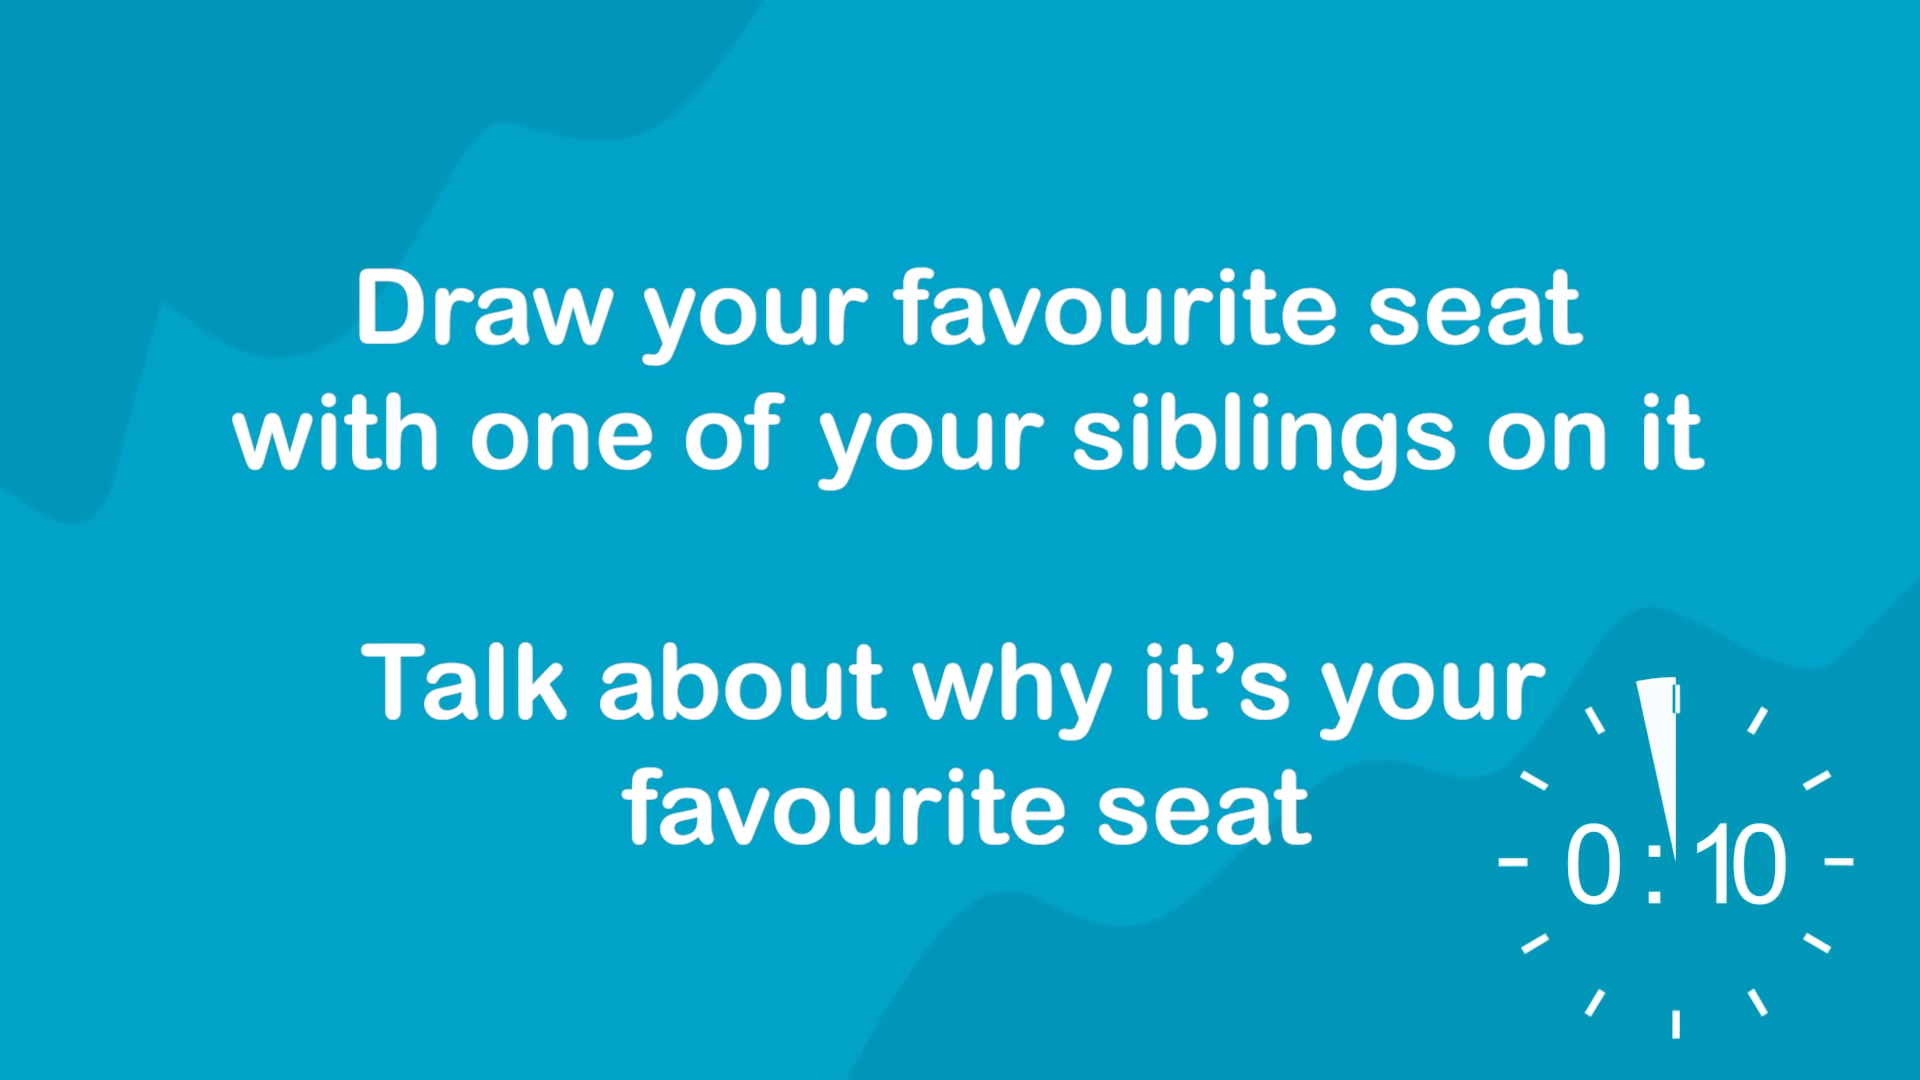 Draw your favourite seat
with one of your siblings on it
Talk about why it’s your
favourite seat
0:10